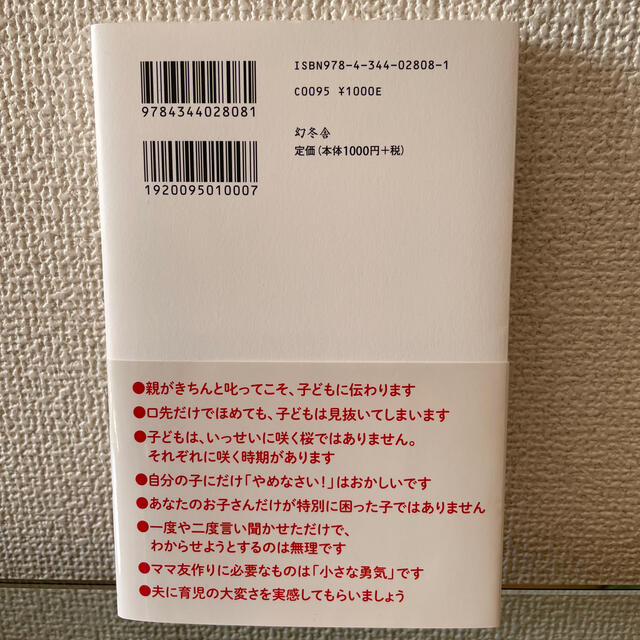 ISBN978-4-344-02808-1
C0095 ¥1000E
9784344028081
幻冬舎
定価(本体1000円+税)
1920095010007
●親がきちんと叱ってこそ、子どもに伝わります
●口先だけでほめても、子どもは見抜いてしまいます
●子どもは、いっせいに咲く桜ではありません。
それぞれに咲く時期があります
●自分の子にだけ「やめなさい!」はおかしいです
●あなたのお子さんだけが特別に困った子ではありません
●一度や二度言い聞かせただけで、
わからせようとするのは無理です
●ママ友作りに必要なものは「小さな勇気」です
●夫に育児の大変さを実感してもらいましょう